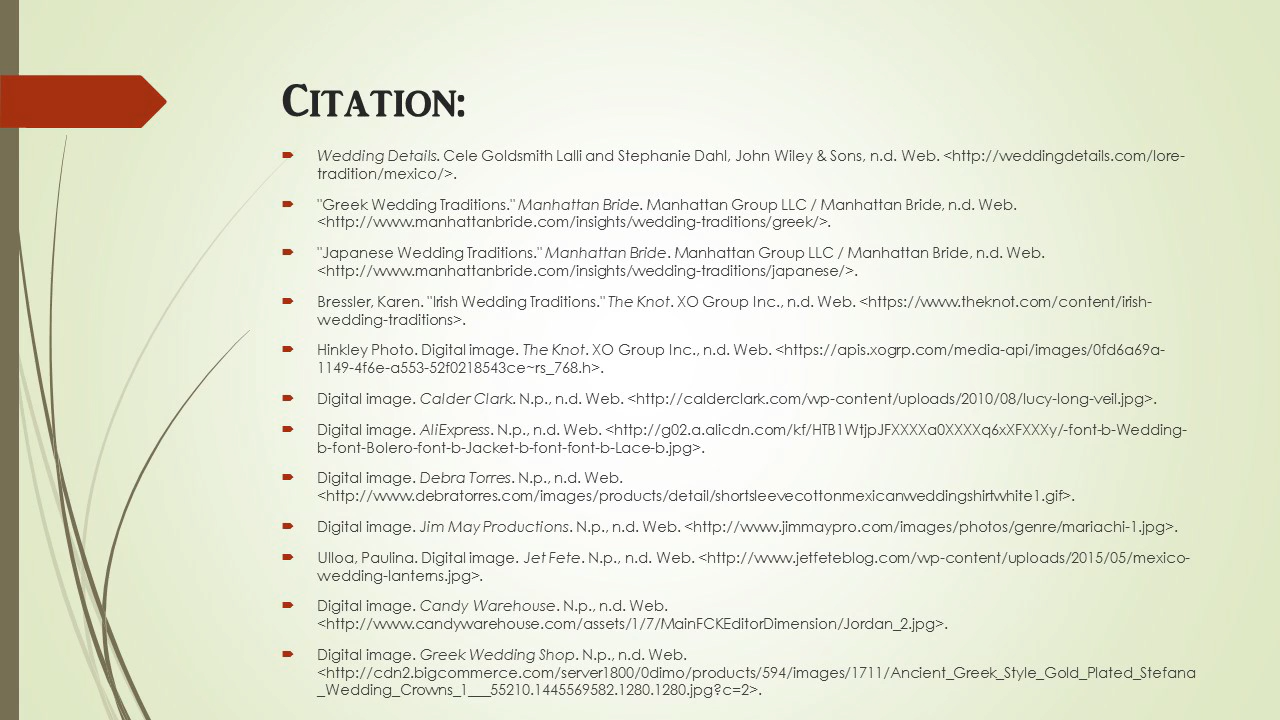 Citation:
Wedding Details. Cele Goldsmith Lalli and Stephanie Dahl, John Wiley & Sons, n.d. Web. <http://weddingdetails.com/lore-
tradition/mexico/>.
"Greek Wedding Traditions." Manhattan Bride. Manhattan Group LLC / Manhattan Bride, n.d. Web.
<http://www.manhattanbride.com/insights/wedding-traditions/greek/>.
"Japanese Wedding Traditions." Manhattan Bride. Manhattan Group LLC / Manhattan Bride, n.d. Web.
<http://www.manhattanbride.com/insights/wedding-traditions/japanese/>.
Bressler, Karen. "Irish Wedding Traditions." The Knot. XO Group Inc., n.d. Web. <https://www.theknot.com/content/irish-
wedding-traditions>.
Hinkley Photo. Digital image. The Knot. XO Group Inc., n.d. Web. <https://apis.xogrp.com/media-api/images/0fd6a69a-
1149-4f6e-a553-52f0218543ce~rs_768.h>.
Digital image. Calder Clark. N.p., n.d. Web. <http://calderclark.com/wp-content/uploads/2010/08/lucy-long-veil.jpg>.
Digital image. AliExpress. N.p., n.d. Web. <http://g02.a.alicdn.com/kf/HTB1WtjpJFXXXXa0XXXXq6xXFXXXy/-font-b-Wedding-
b-font-Bolero-font-b-Jacket-b-font-font-b-Lace-b.jpg>.
Digital image. Debra Torres. N.p., n.d. Web.
<http://www.debratorres.com/images/products/detail/shortsleevecottonmexicanweddingshirtwhite1.gif>.
Digital image. Jim May Productions. N.p., n.d. Web. <http://www.jimmaypro.com/images/photos/genre/mariachi-1.jpg>.
Ulloa, Paulina. Digital image. Jet Fete. N.p., n.d. Web. <http://www.jetfeteblog.com/wp-content/uploads/2015/05/mexico-
wedding-lanterns.jpg>.
Digital image. Candy Warehouse. N.p., n.d. Web.
<http://www.candywarehouse.com/assets/1/7/MainFCKEditorDimension/Jordan_2.jpg>.
Digital image. Greek Wedding Shop. N.p., n.d. Web.
<http://cdn2.bigcommerce.com/server1800/0dimo/products/594/images/1711/Ancient_Greek_Style_Gold_Plated_Stefana
_Wedding_Crowns_1___55210.1445569582.1280.1280.jpg?c=2>.